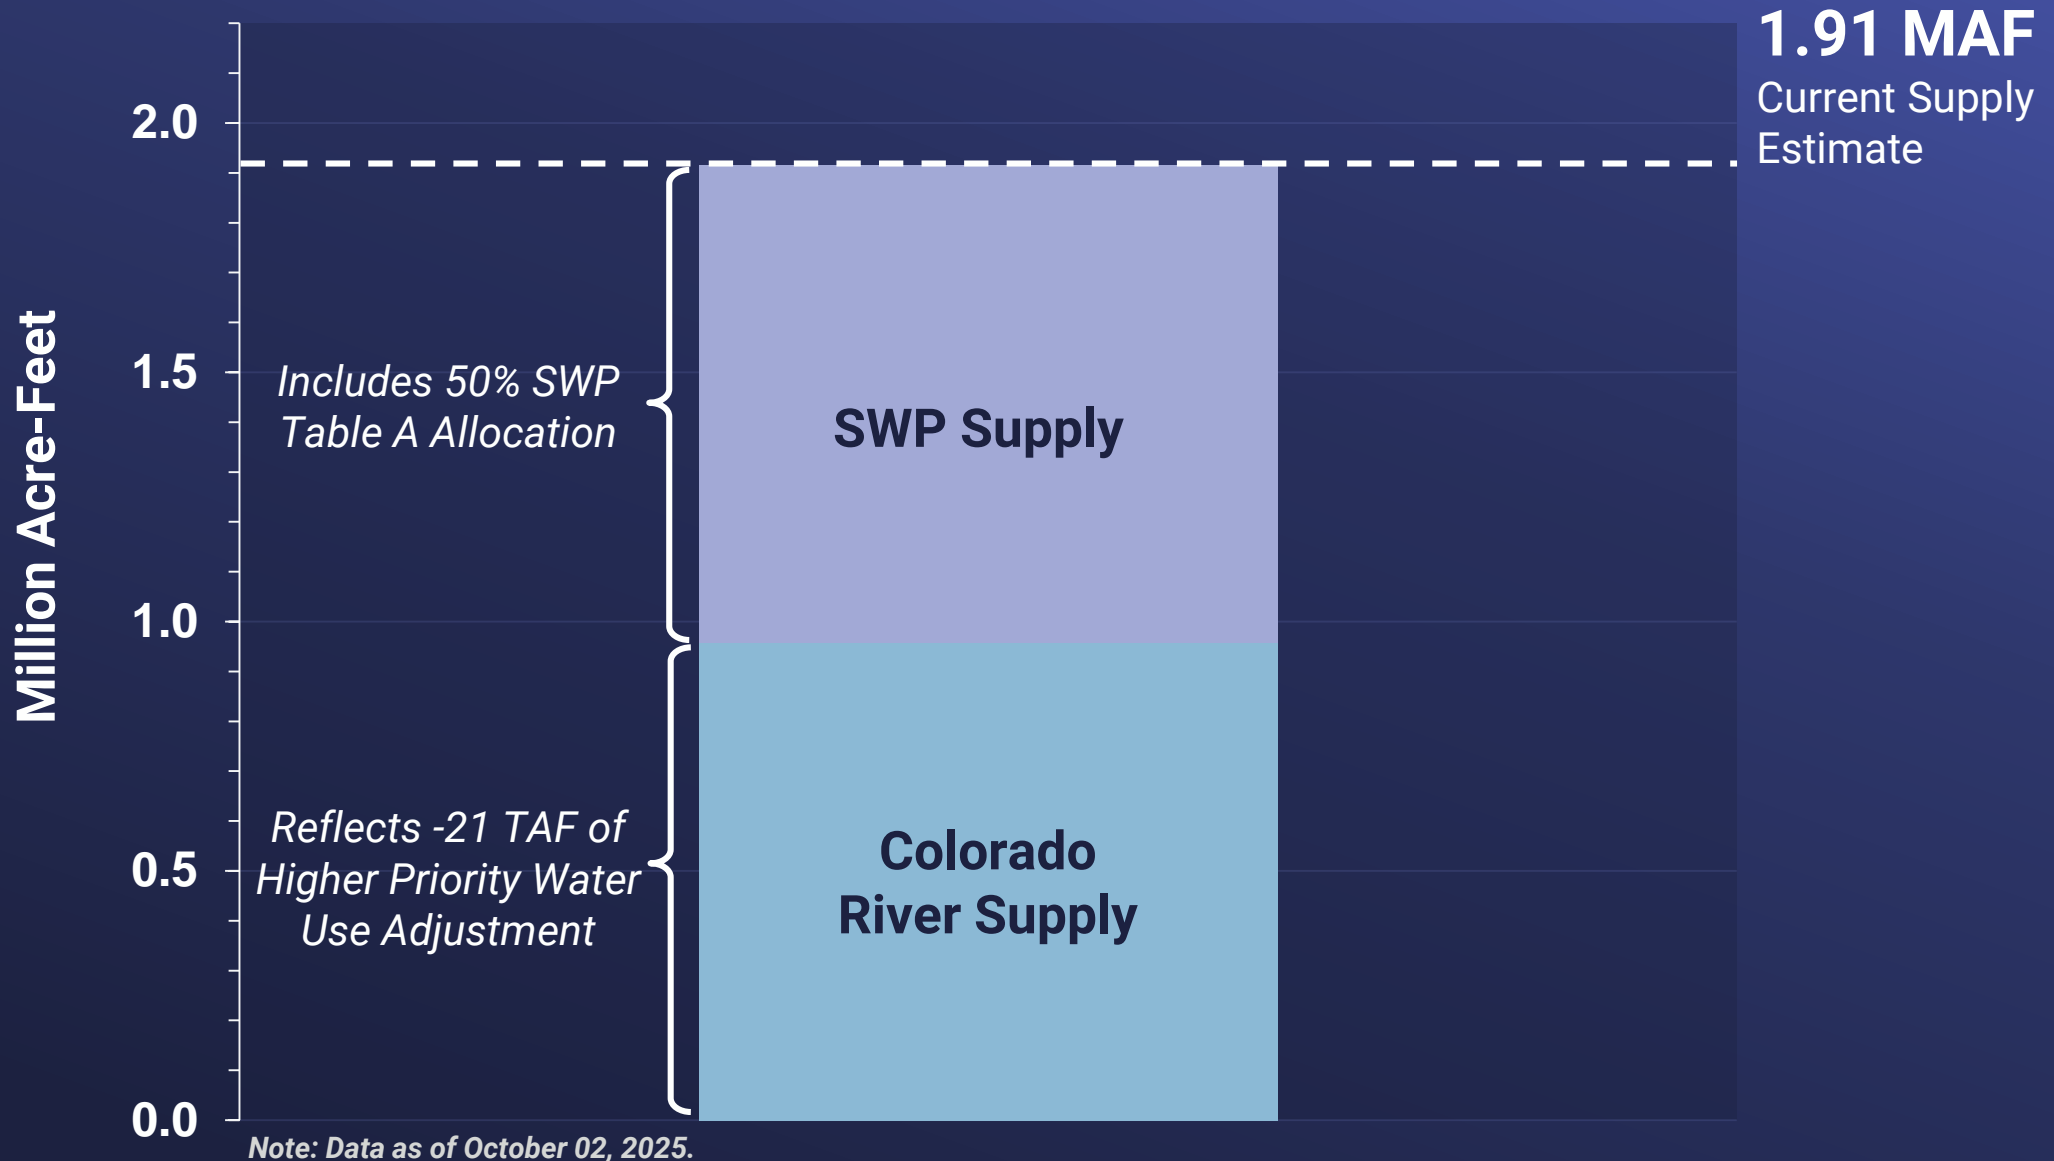 1.91 MAF
Current Supply
Estimate
Million Acre-Feet
2.0
1.5
1.0
0.5
0.0
Includes 50% SWP
Table A Allocation
SWP Supply
Reflects -21 TAF of
Higher Priority Water
Use Adjustment
Colorado
River Supply
Note: Data as of October 02, 2025.